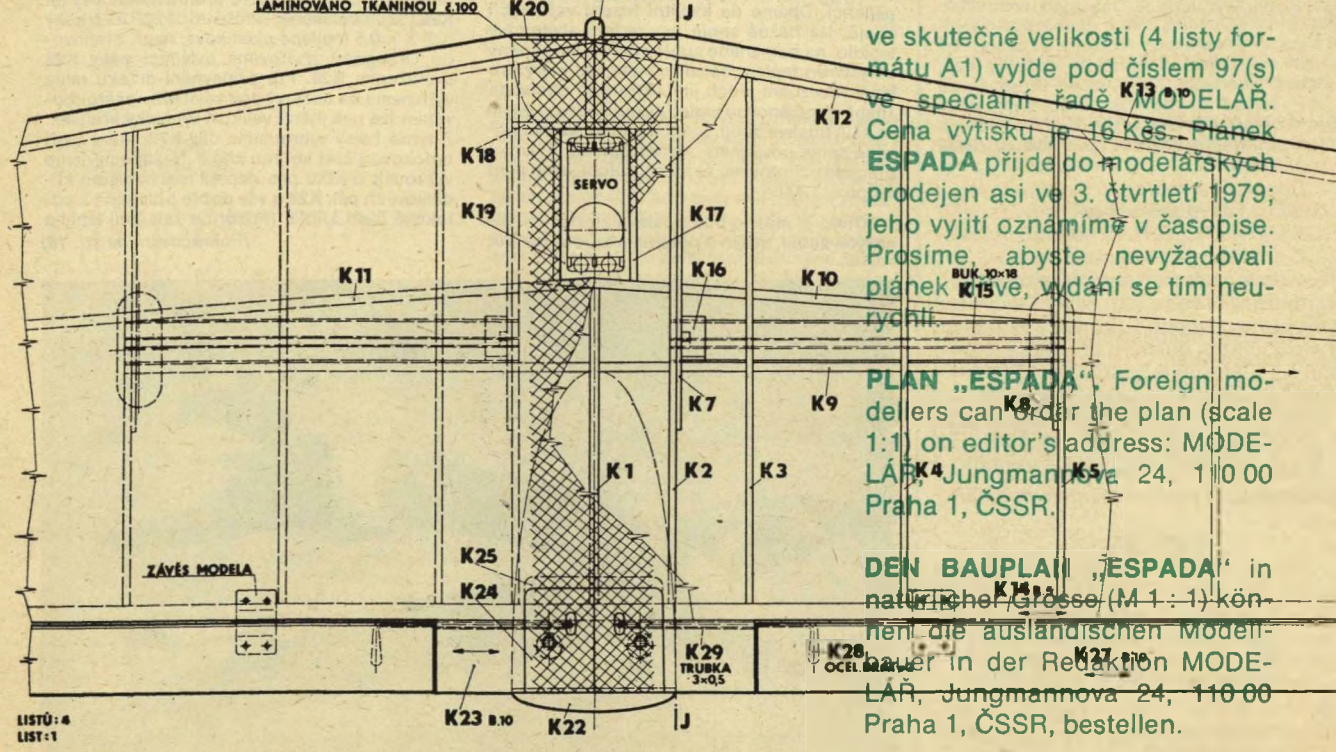 LAMINOVÁNO TKANINOU č.100
K20
J
K12
K13 B.10
K18
SERVO
K19
K17
K11
K16
K10
BUK 10×18
K15
K7
K9
K8
K1
K2
K3
K4
K5
K25
K24
ZÁVĚS MODELA
K14
K29
TRUBKA
3×0,5
K28
OCEL.
K27 B.10
K23 B.10
K22
J
LISTŮ: 4
LIST: 1
ve skutečné velikosti (4 listy for-
mátu A1) vyjde pod číslem 97(s)
ve speciální řadě MODELÁŘ.
Cena výtisku je 16 Kčs. Plánek
ESPADA přijde do modelářských
prodejen asi ve 3. čtvrtletí 1979;
jeho vyjití oznámíme v časopise.
Prosíme, abyste nevyžadovali
plánek dříve, vydání se tím neu-
rychlí.
PLAN „ESPADA“. Foreign mo-
dellers can order the plan (scale
1:1) on editor's address: MODE-
LÁŘ, Jungmannova 24, 110 00
Praha 1, ČSSR.
DEN BAUPLAN „ESPADA“ in
natürlicher Grösse (M 1 : 1) kön-
nen die ausländischen Modell-
bauer in der Redaktion MODE-
LÁŘ, Jungmannova 24, 110 00
Praha 1, ČSSR, bestellen.